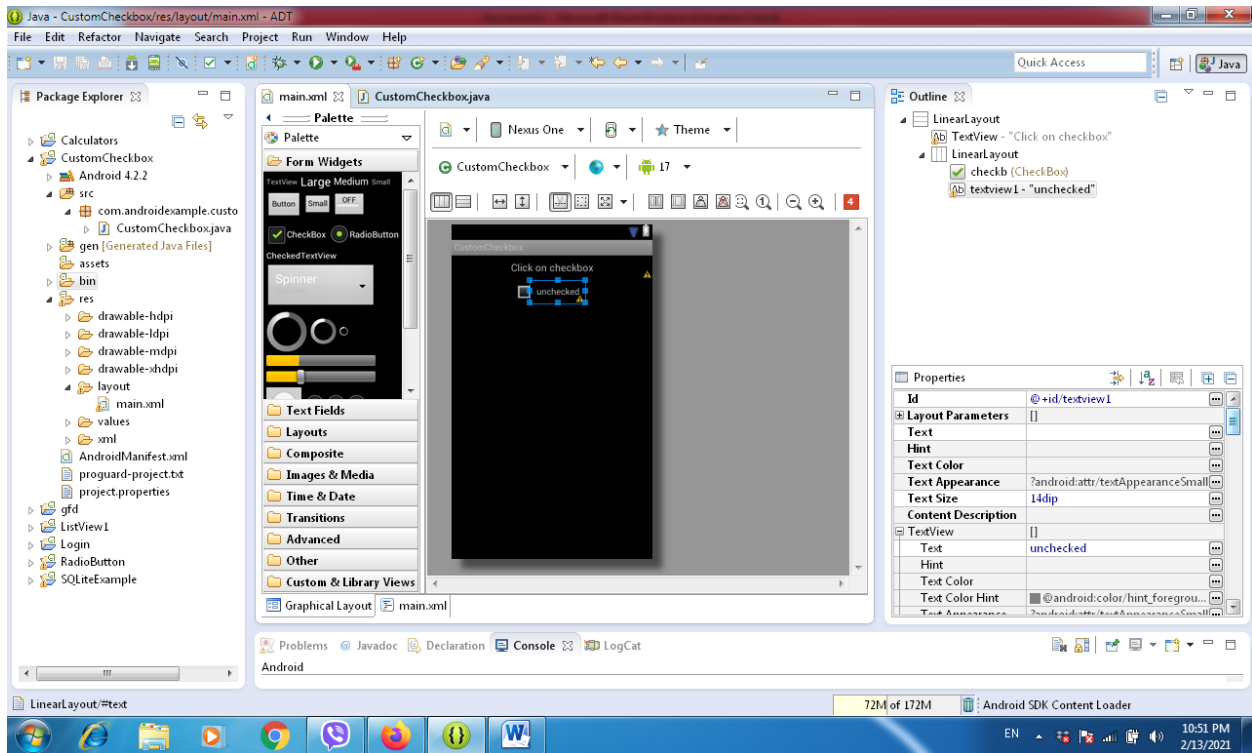 Java - CustomCheckbox/res/layout/main.xml - ADT
File Edit Refactor Navigate Search Project Run Window Help
Quick Access
Java
Package Explorer
Calculators
CustomCheckbox
Android 4.2.2
src
com.androidexample.custo
CustomCheckbox.java
gen [Generated Java Files]
assets
bin
res
drawable-hdpi
drawable-ldpi
drawable-mdpi
drawable-xhdpi
layout
main.xml
values
xml
AndroidManifest.xml
proguard-project.txt
project.properties
gfd
ListView1
Login
RadioButton
SQLiteExample
main.xml CustomCheckbox.java
Palette
Palette
Form Widgets
TextView Large Medium Small
Button Small OFF
CheckBox RadioButton
CheckedTextView
Spinner
Text Fields
Layouts
Composite
Images & Media
Time & Date
Transitions
Advanced
Other
Custom & Library Views
Nexus One Theme
CustomCheckbox 17
4
CustomCheckbox
Click on checkbox
unchecked
Graphical Layout main.xml
Outline
LinearLayout
TextView - "Click on checkbox"
LinearLayout
checkb (CheckBox)
textview1 - "unchecked"
Properties
Id @+id/textview1
Layout Parameters []
Text
Hint
Text Color
Text Appearance ?android:attr/textAppearanceSmall
Text Size 14dip
Content Description
TextView []
Text unchecked
Hint
Text Color
Text Color Hint @android:color/hint_foregrou...
Text Appearance ?android:attr/textAppearanceSmall
Problems @ Javadoc Declaration Console LogCat
Android
LinearLayout/#text
72M of 172M
Android SDK Content Loader
EN
10:51 PM
2/13/2021